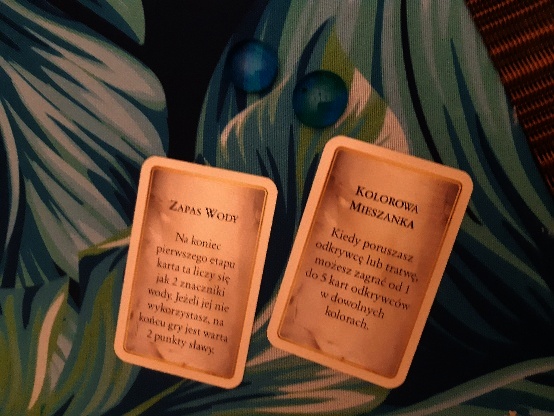 ZAPAS WODY
Na koniec
pierwszego etapu
karta ta liczy się
jak 2 znaczniki
wody. Jeżeli jej nie
wykorzystasz, na
końcu gry jest warta
2 punkty sławy.
KOLOROWA
MIESZANKA
Kiedy poruszasz
odkrywcę lub tratwę,
możesz zagrać od 1
do 5 kart odkrywców
w dowolnych
kolorach.